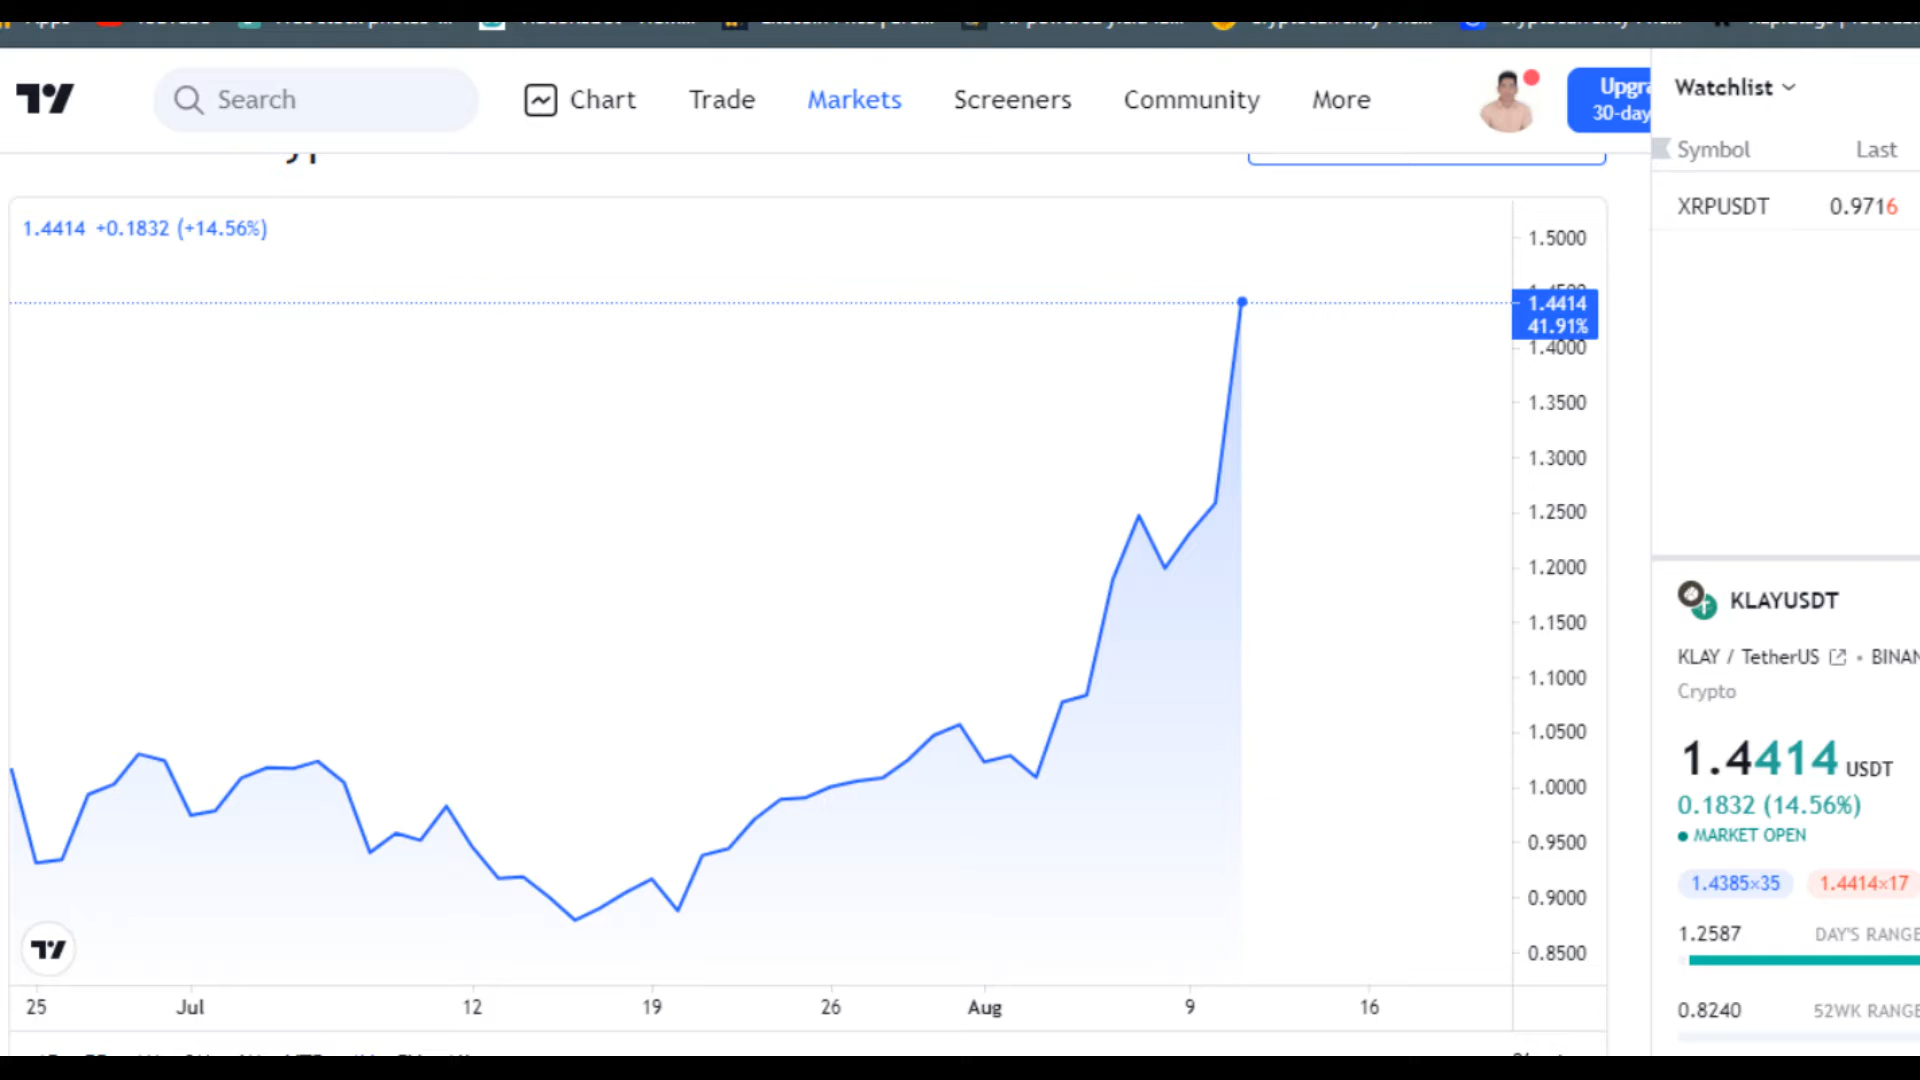 Search
Chart
Trade
Markets
Screeners
Community
More
Upgra
30-day
Watchlist
Symbol Last
XRPUSDT 0.9716
1.4414 +0.1832 (+14.56%)
1.5000
1.4500
1.4414
41.91%
1.4000
1.3500
1.3000
1.2500
1.2000
1.1500
1.1000
1.0500
1.0000
0.9500
0.9000
0.8500
25 Jul 12 19 26 Aug 9 16
KLAYUSDT
KLAY / TetherUS • BINAN
Crypto
1.4414 USDT
0.1832 (14.56%)
MARKET OPEN
1.4385×35 1.4414×17
1.2587 DAY'S RANGE
0.8240 52WK RANGE